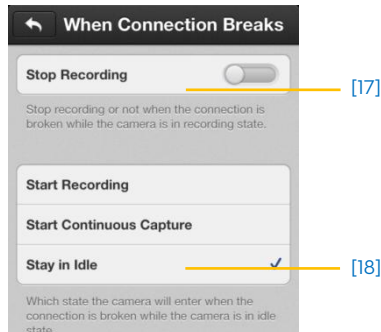 When Connection Breaks
Stop Recording
[17]
Stop recording or not when the connection is
broken while the camera is in recording state.
Start Recording
Start Continuous Capture
Stay in Idle
[18]
Which state the camera will enter when the
connection is broken while the camera is in idle
state.